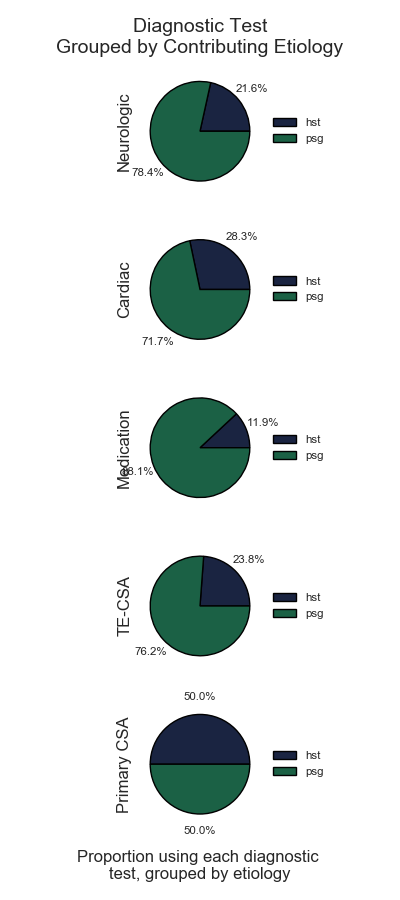 Diagnostic Test
Grouped by Contributing Etiology
Neurologic
21.6%
78.4%
hst
psg
Cardiac
28.3%
71.7%
hst
psg
Medication
11.9%
hst
psg
TE-CSA
23.8%
76.2%
hst
psg
Primary CSA
50.0%
50.0%
hst
psg
Proportion using each diagnostic
test, grouped by etiology